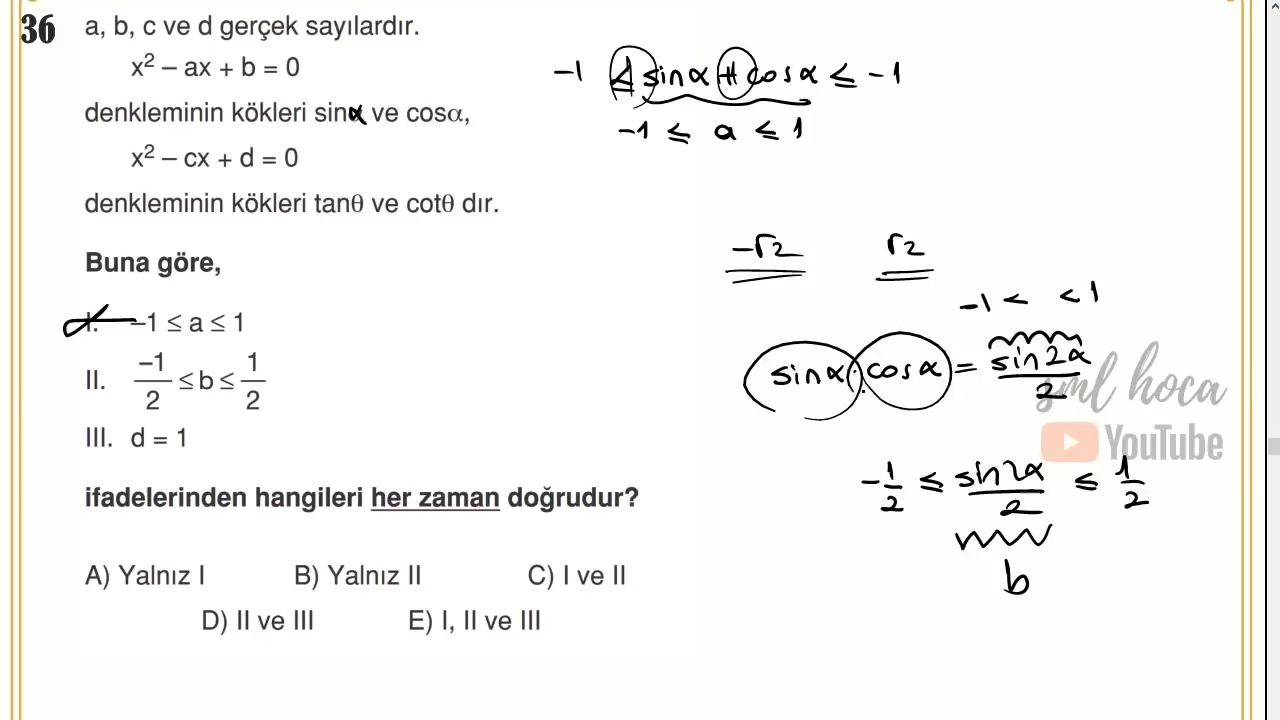 36
a, b, c ve d gerçek sayılardır.
x² – ax + b = 0
denkleminin kökleri sinα ve cosα,
x² – cx + d = 0
denkleminin kökleri tanθ ve cotθ dır.
Buna göre,
I. –1 ≤ a ≤ 1
II. –1/2 ≤ b ≤ 1/2
III. d = 1
ifadelerinden hangileri her zaman doğrudur?
A) Yalnız I B) Yalnız II C) I ve II
D) II ve III E) I, II ve III
-1 ≤ sinα + cosα ≤ -1
-1 ≤ a ≤ 1
-√2 √2
-1 < < 1
sinα . cosα = sin2α/2
-1/2 ≤ sin2α/2 ≤ 1/2
b
şml hoca
YouTube